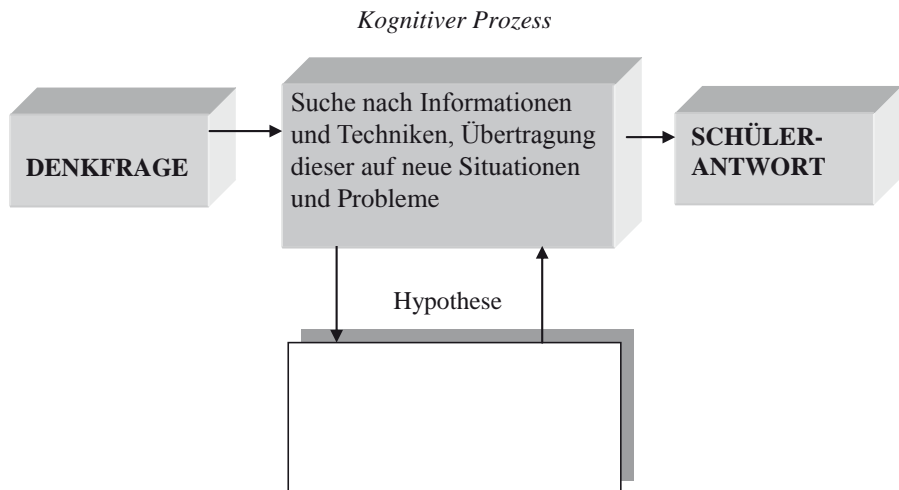 Kognitiver Prozess
DENKFRAGE
Suche nach Informationen
und Techniken, Übertragung
dieser auf neue Situationen
und Probleme
SCHÜLER-
ANTWORT
Hypothese